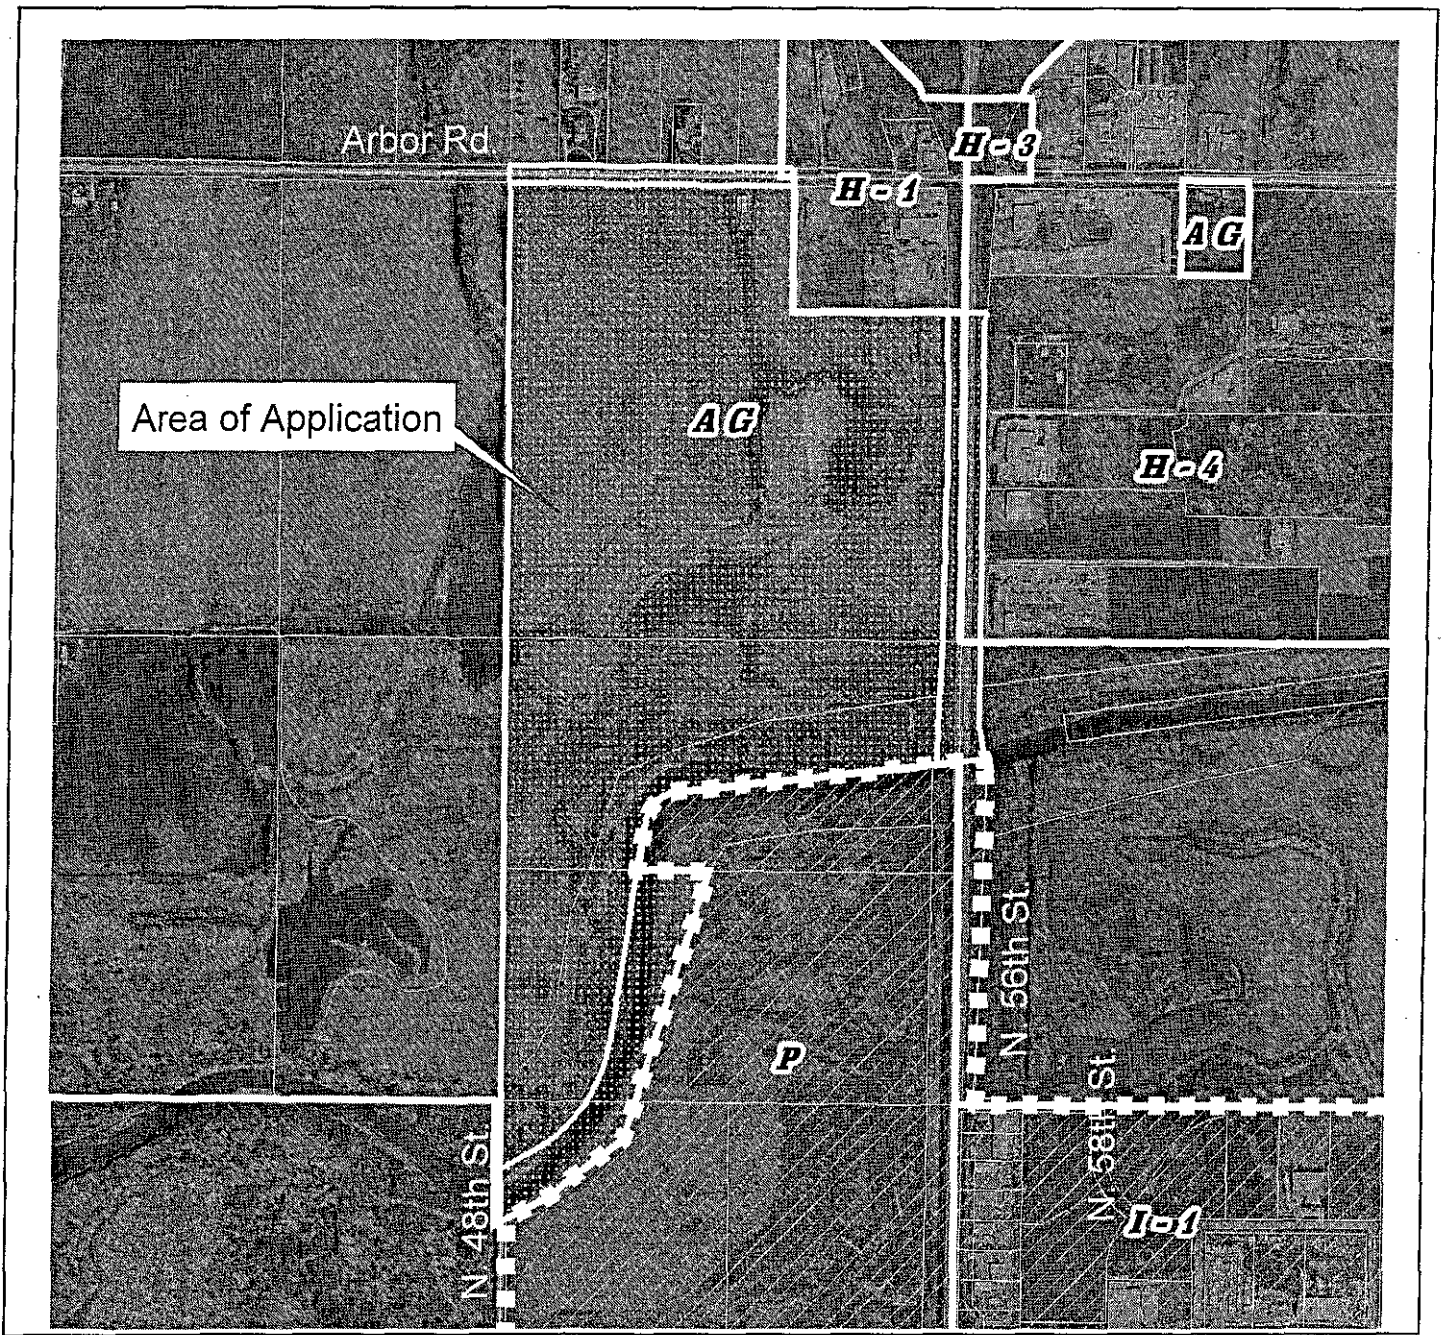 Arbor Rd.
H-3
H-1
AG
Area of Application
AG
H-4
N 56th St.
P
N. 58th St.
N. 48th St.
I-1